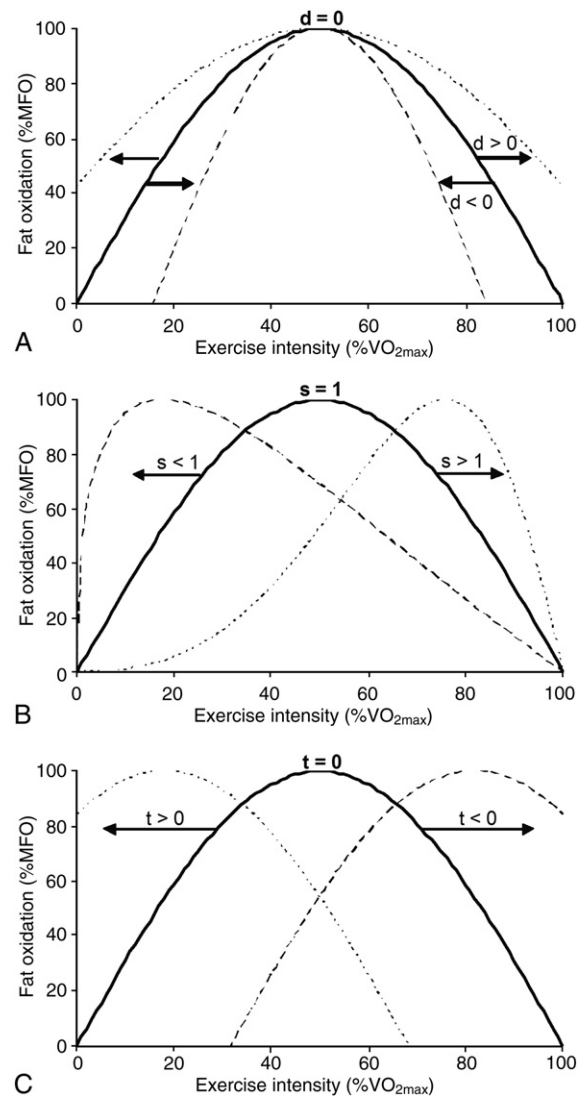 d = 0
Fat oxidation (%MFO)
100
80
60
40
20
0
d > 0
d < 0
0 20 40 60 80 100
A
Exercise intensity (%VO2max)
s = 1
Fat oxidation (%MFO)
100
80
60
40
20
0
s < 1
s > 1
0 20 40 60 80 100
B
Exercise intensity (%VO2max)
t = 0
Fat oxidation (%MFO)
100
80
60
40
20
0
t > 0
t < 0
0 20 40 60 80 100
C
Exercise intensity (%VO2max)